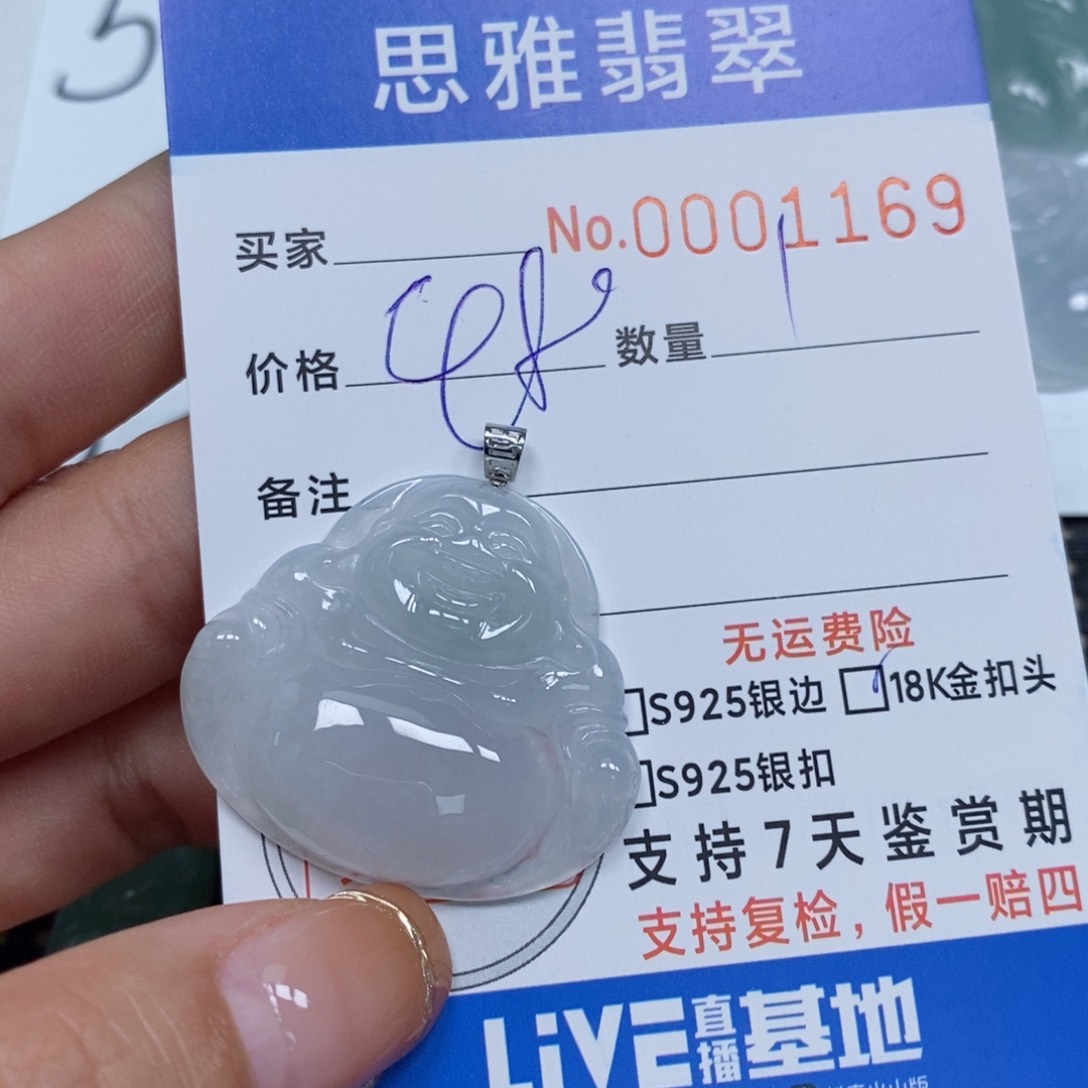 5
思雅翡翠
买家 No.0001169
价格 数量 1
备注
无运费险
S925银边 18K金扣头
S925银扣
支持7天鉴赏期
支持复检，假一赔四
LiVE直播基地